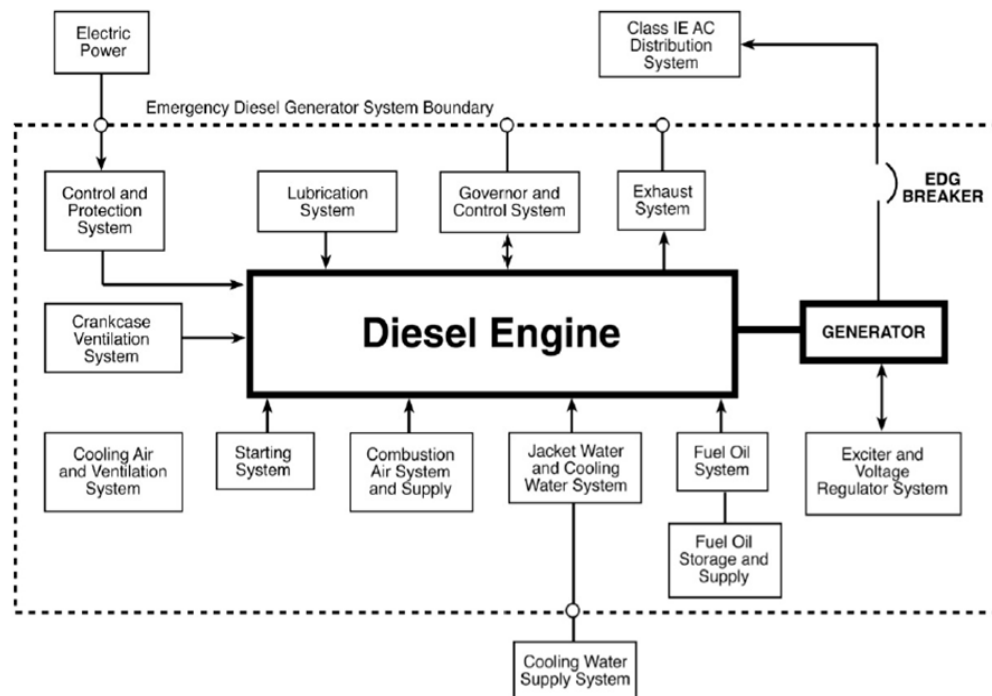 Electric
Power
Class IE AC
Distribution
System
Emergency Diesel Generator System Boundary
Control and
Protection
System
Lubrication
System
Governor and
Control System
Exhaust
System
EDG
BREAKER
Crankcase
Ventilation
System
Diesel Engine
GENERATOR
Cooling Air
and Ventilation
System
Starting
System
Combustion
Air System
and Supply
Jacket Water
and Cooling
Water System
Fuel Oil
System
Exciter and
Voltage
Regulator System
Fuel Oil
Storage and
Supply
Cooling Water
Supply System